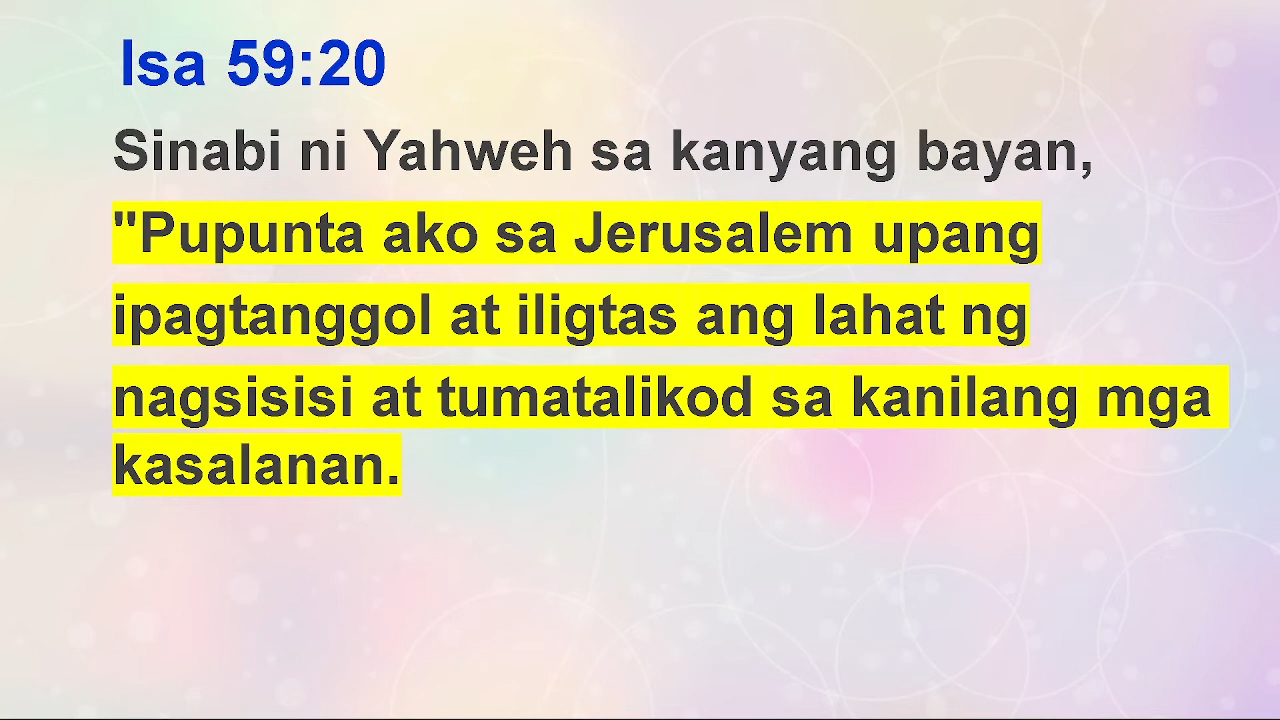 Isa 59:20
Sinabi ni Yahweh sa kanyang bayan,
"Pupunta ako sa Jerusalem upang
ipagtanggol at iligtas ang lahat ng
nagsisisi at tumatalikod sa kanilang mga
kasalanan.